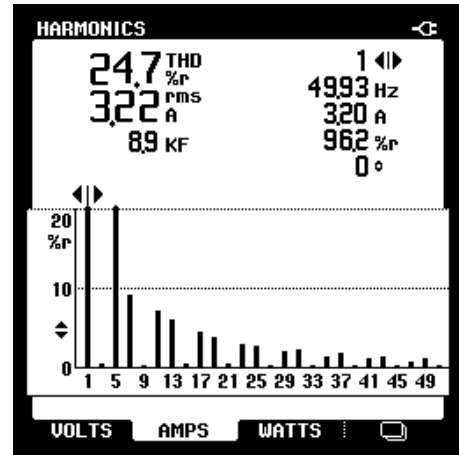 HARMONICS
24,7 THD %r
3,22 rms A
8,9 KF
1
49,93 Hz
3,20 A
96,2 %r
0 °
20
%r
10
0
1 5 9 13 17 21 25 29 33 37 41 45 49
VOLTS AMPS WATTS